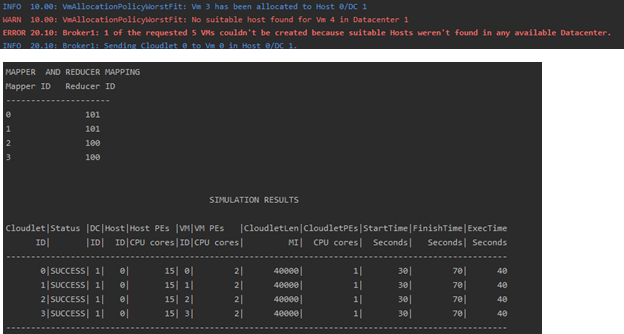 INFO  10.00: VmAllocationPolicyWorstFit: Vm 3 has been allocated to Host 0/DC 1
WARN  10.00: VmAllocationPolicyWorstFit: No suitable host found for Vm 4 in Datacenter 1
ERROR 20.10: Broker1: 1 of the requested 5 VMs couldn't be created because suitable Hosts weren't found in any available Datacenter.
INFO  20.10: Broker1: Sending Cloudlet 0 to Vm 0 in Host 0/DC 1.
MAPPER  AND REDUCER MAPPING
Mapper ID   Reducer ID
---------------------
0             101
1             101
2             100
3             100
SIMULATION RESULTS
Cloudlet|Status |DC|Host|Host PEs |VM|VM PEs   |CloudletLen|CloudletPEs|StartTime|FinishTime|ExecTime
ID|       |ID|  ID|CPU cores|ID|CPU cores|         MI|  CPU cores|  Seconds|   Seconds| Seconds
-----------------------------------------------------------------------------------------------------
0|SUCCESS| 1|   0|       15| 0|        2|      40000|          1|       30|        70|      40
1|SUCCESS| 1|   0|       15| 1|        2|      40000|          1|       30|        70|      40
2|SUCCESS| 1|   0|       15| 2|        2|      40000|          1|       30|        70|      40
3|SUCCESS| 1|   0|       15| 3|        2|      40000|          1|       30|        70|      40
-----------------------------------------------------------------------------------------------------